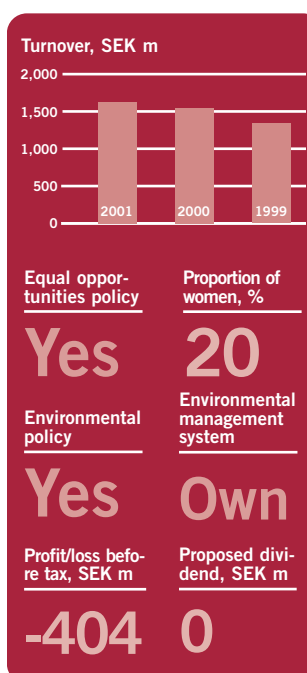 Turnover, SEK m
2,000
1,500
1,000
500
0
2001
2000
1999
Equal oppor-
tunities policy
Yes
Proportion of
women, %
20
Environmental
policy
Yes
Environmental
management
system
Own
Profit/loss befo-
re tax, SEK m
-404
Proposed divi-
dend, SEK m
0